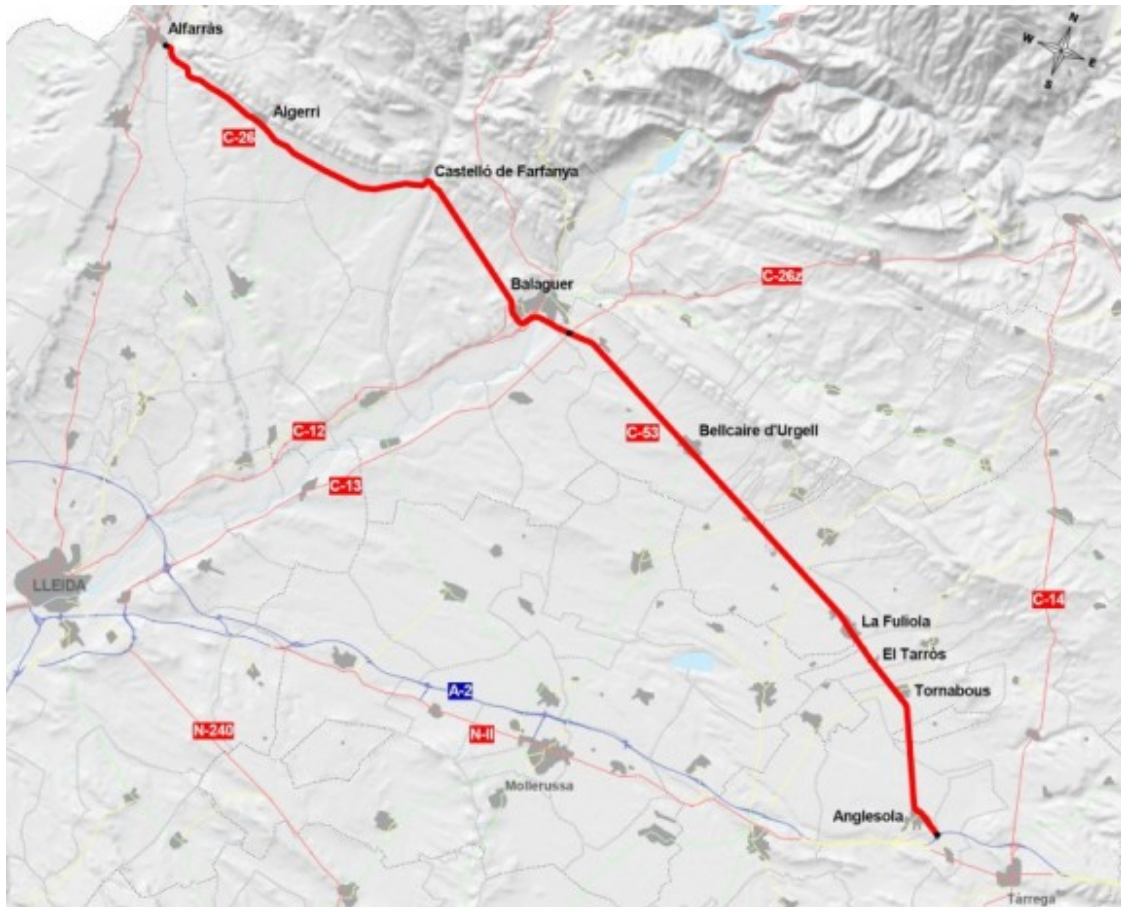 Alfarràs
N
W
E
S
Algerri
C-26
Castelló de Farfanya
C-26z
Balaguer
C-12
C-53
Bellcaire d'Urgell
C-13
LLEIDA
C-14
La Fuliola
El Tarròs
A-2
Tornabous
N-240
N-II
Mollerussa
Anglesola
Tàrrega